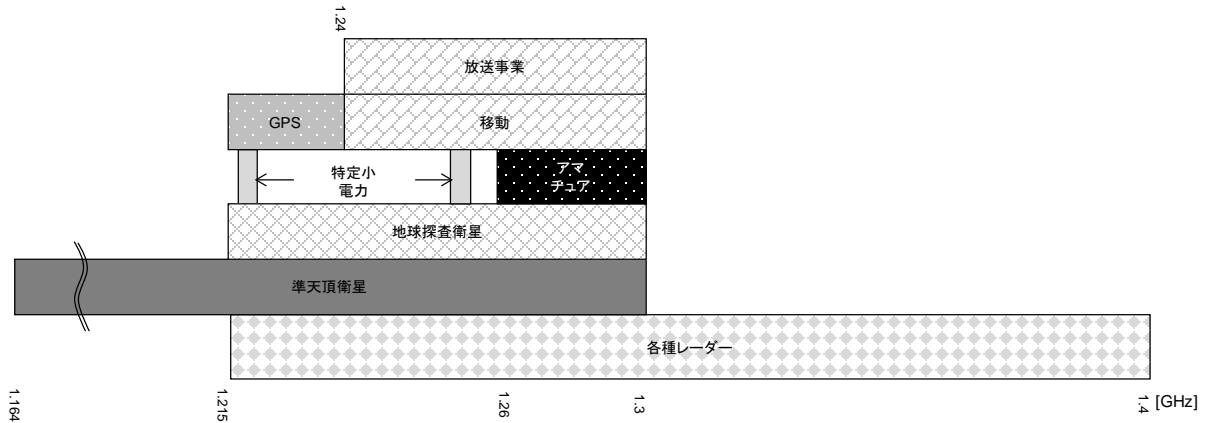 1.24
放送事業
GPS
移動
特定小
電力
アマ
チュア
地球探査衛星
準天頂衛星
各種レーダー
1.164
1.215
1.26
1.3
1.4
[GHz]